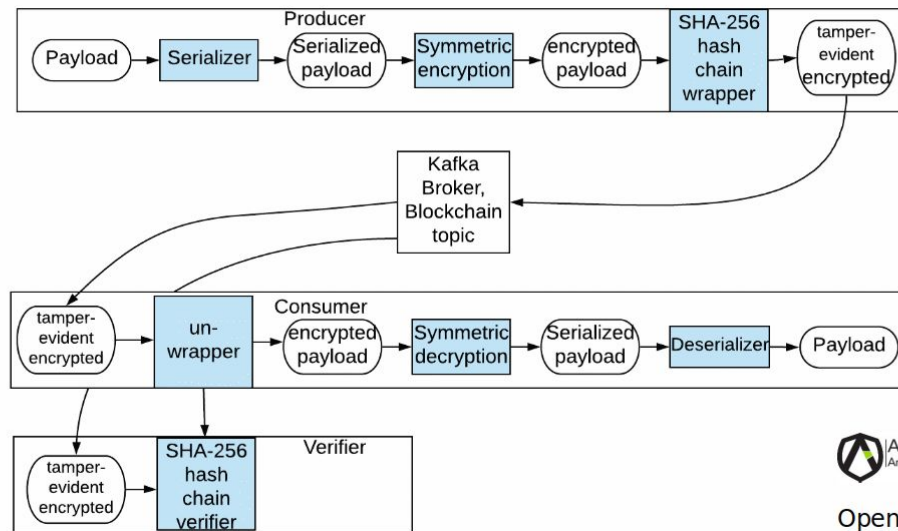 Producer
Payload
Serializer
Serialized
payload
Symmetric
encryption
encrypted
payload
SHA-256
hash
chain
wrapper
tamper-
evident
encrypted
Kafka
Broker,
Blockchain
topic
Consumer
tamper-
evident
encrypted
un-
wrapper
encrypted
payload
Symmetric
decryption
Serialized
payload
Deserializer
Payload
Verifier
tamper-
evident
encrypted
SHA-256
hash
chain
verifier
Open